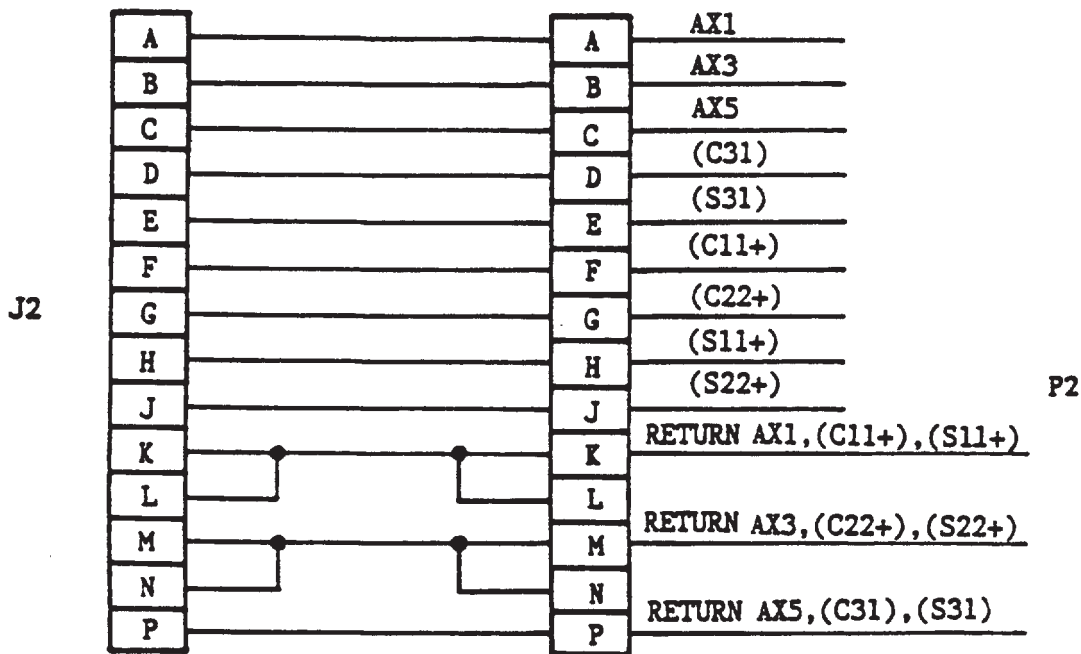 A A AX1
B B AX3
C C AX5
D D (C31)
E E (S31)
F F (C11+)
G G (C22+)
H H (S11+)
J J (S22+)
K K RETURN AX1,(C11+),(S11+)
L L
M M RETURN AX3,(C22+),(S22+)
N N
P P RETURN AX5,(C31),(S31)
J2
P2